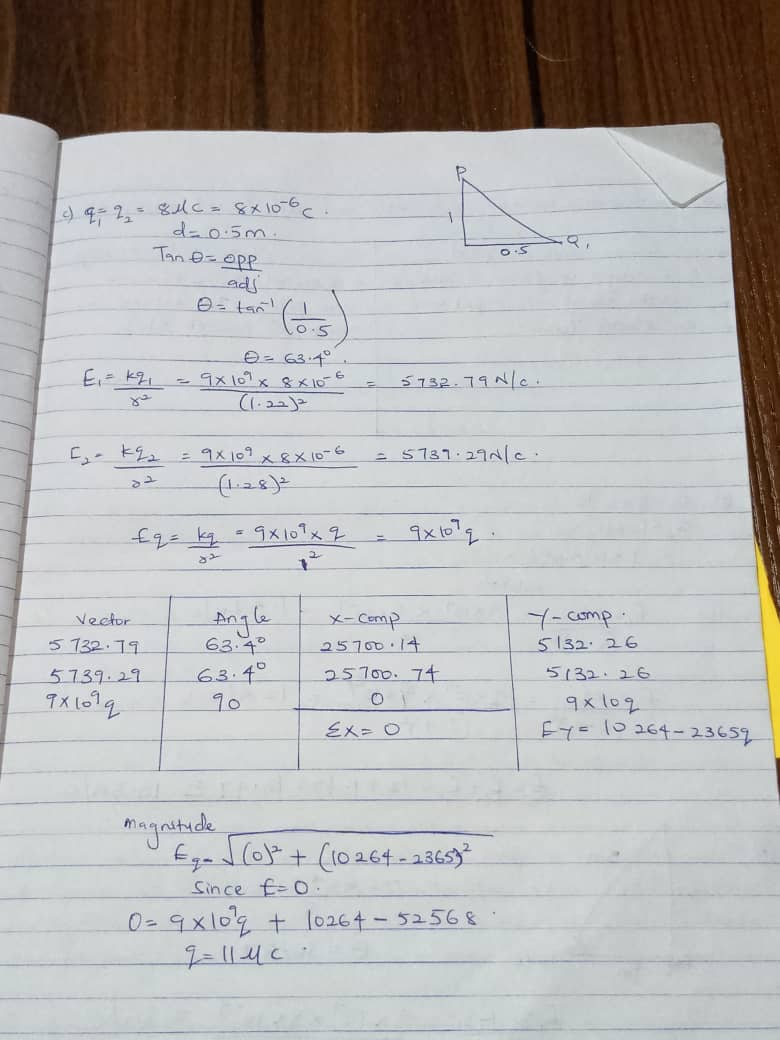 P
c) q₁ = q₂ = 8μC = 8×10⁻⁶ C.
d = 0.5m.
1
0.5
Q₁
Tan θ = opp/adj
θ = tan⁻¹ (1/0.5)
θ = 63.4°.
E₁ = kq₁/r² = 9×10⁹ × 8×10⁻⁶/(1.22)² = 5732.79 N/c.
E₂ = kq₂/r² = 9×10⁹ × 8×10⁻⁶/(1.28)² = 5739.29 N/c.
Eq = kq/r² = 9×10⁹ × q/1² = 9×10⁹q.
Vector Angle X-comp Y-comp.
5732.79 63.4° 25700.14 5132.26
5739.29 63.4° 25700.74 5132.26
9×10⁹q 90 0 9×10q
Σx = 0 Ey = 10264-2365q
Magnitude
Eq = √(0)² + (10264-2365)²
Since E=0.
0 = 9×10⁹q + 10264 - 52568.
q = 11μC.